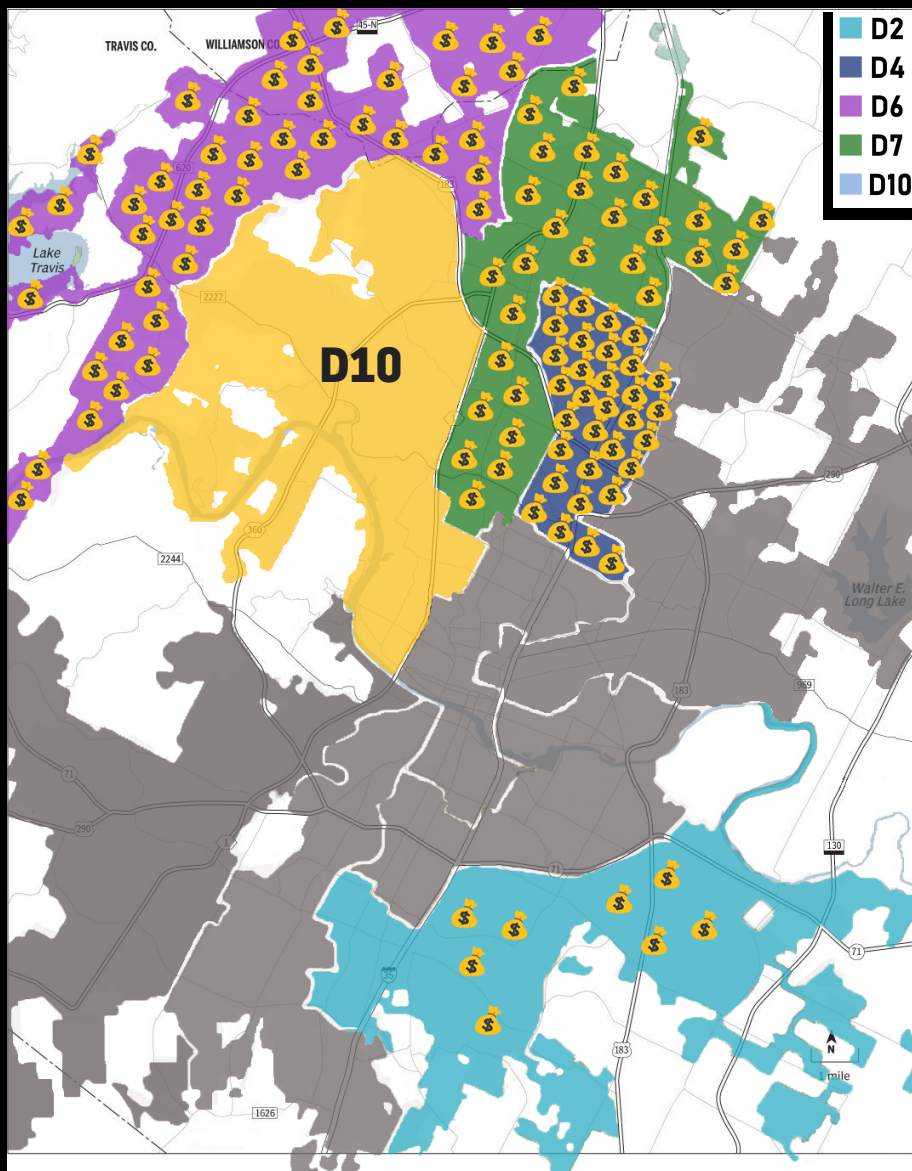 D2
D4
D6
D7
D10
45-N
TRAVIS CO.
WILLIAMSON CO.
620
183
Lake
Travis
2222
D10
290
360
2244
Walter E.
Long Lake
183
969
71
290
1
130
71
71
35
N
183
1 mile
1626